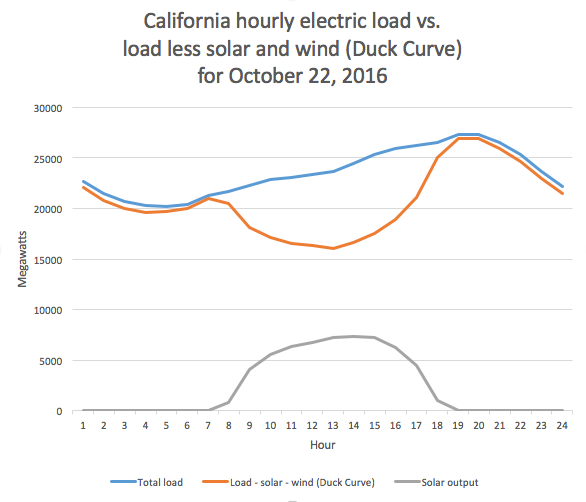 California hourly electric load vs.
load less solar and wind (Duck Curve)
for October 22, 2016
30000
25000
20000
15000
10000
5000
0
Megawatts
1 2 3 4 5 6 7 8 9 10 11 12 13 14 15 16 17 18 19 20 21 22 23 24
Hour
Total load Load - solar - wind (Duck Curve) Solar output